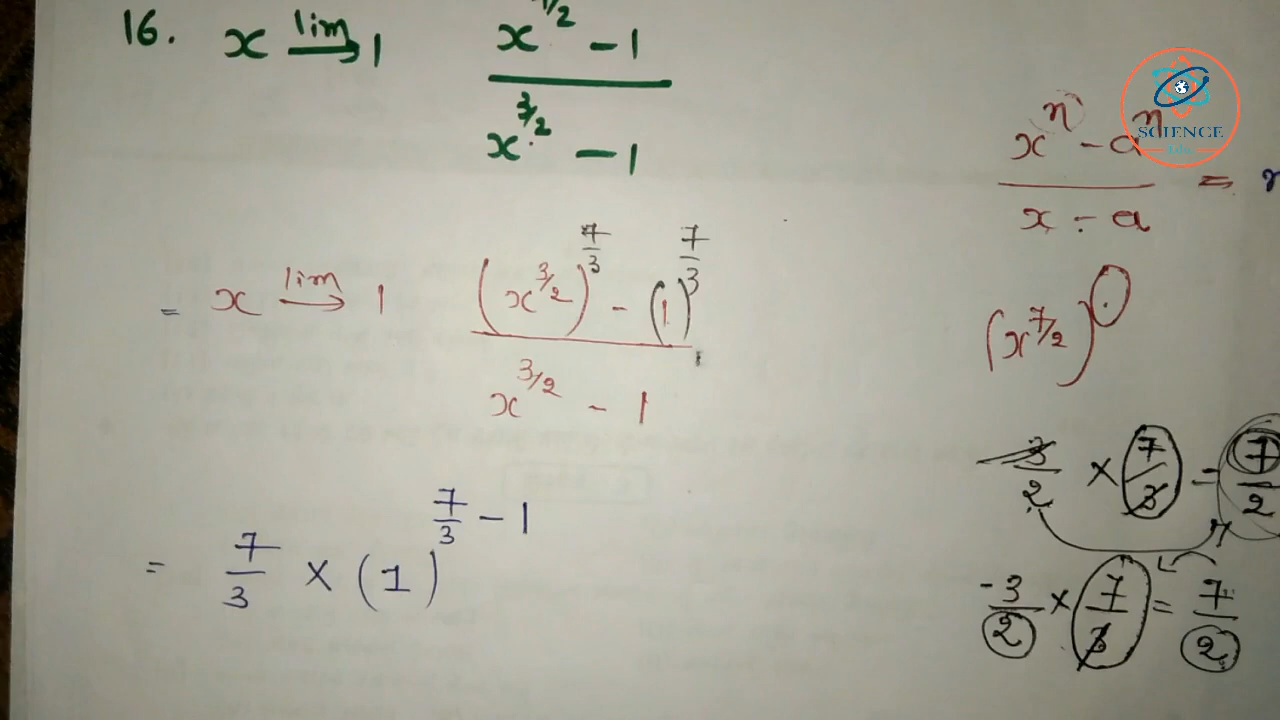 16. x lim→1 x^7/2 − 1
x^3/2 − 1
SCIENCE
x^n − a^n
x − a = n
= x lim→1 (x^3/2)^7/3 − (1)^7/3
x^3/2 − 1
(x^7/2)
3/2 × 7/3 = 7/2
= 7/3 × (1)^7/3 − 1
-3/2 × 7/3 = 7/2